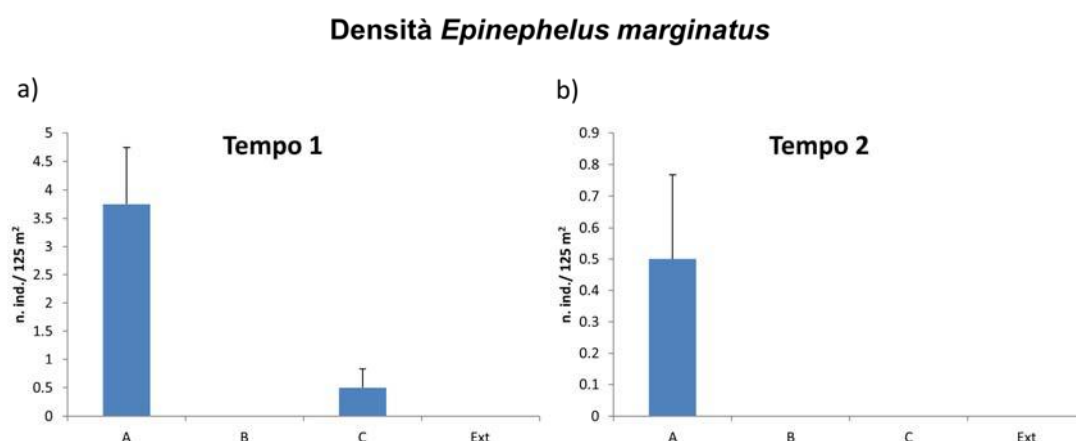 Densità Epinephelus marginatus
a)
Tempo 1
n. ind./ 125 m²
5
4.5
4
3.5
3
2.5
2
1.5
1
0.5
0
A B C Ext
b)
Tempo 2
n. ind./ 125 m²
0.9
0.8
0.7
0.6
0.5
0.4
0.3
0.2
0.1
0
A B C Ext